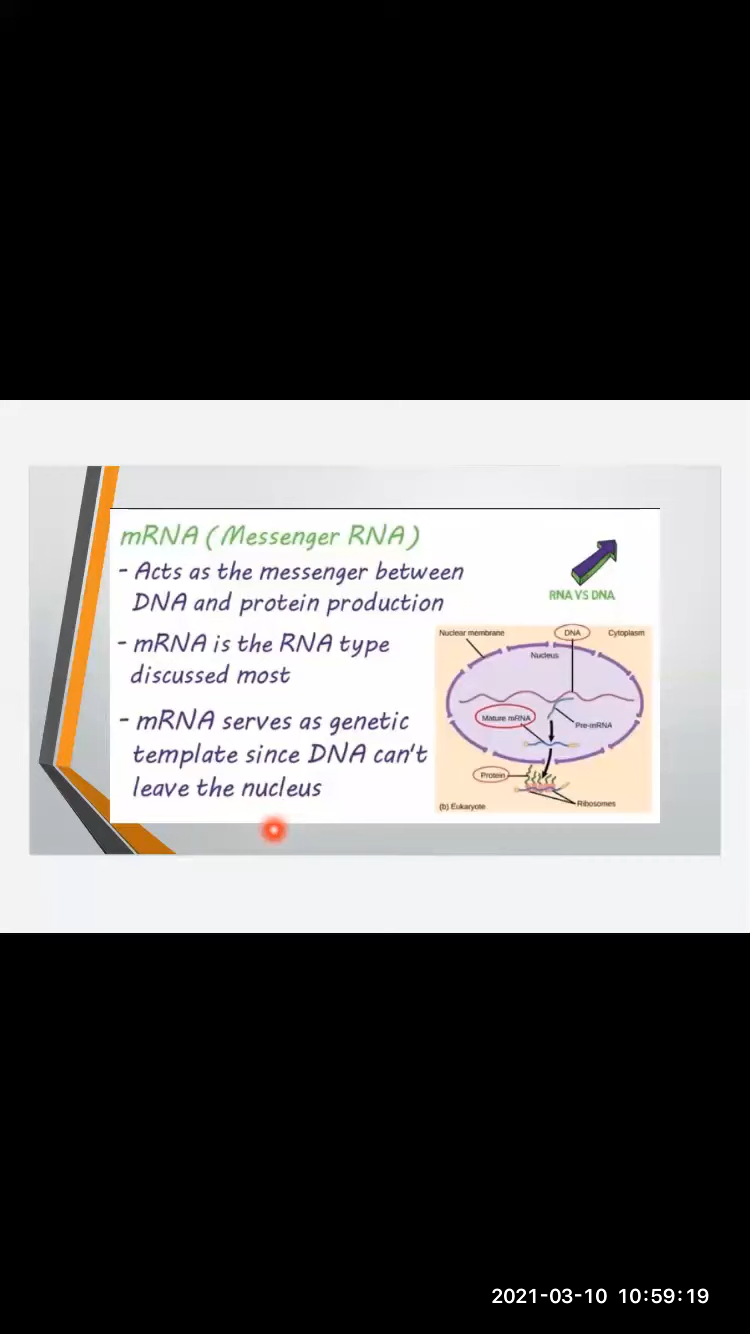 mRNA (Messenger RNA)
- Acts as the messenger between
DNA and protein production
- mRNA is the RNA type
discussed most
- mRNA serves as genetic
template since DNA can't
leave the nucleus
RNA VS DNA
Nuclear membrane
DNA
Cytoplasm
Nucleus
Mature mRNA
Pre-mRNA
Protein
Ribosomes
(b) Eukaryote
2021-03-10 10:59:19